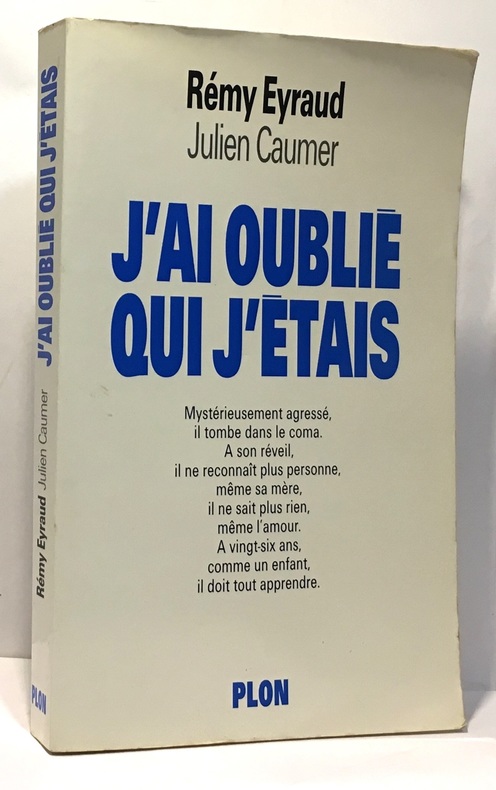 Rémy Eyraud
Julien Caumer
J'AI OUBLIÉ
QUI J'ÉTAIS
Mystérieusement agressé,
il tombe dans le coma.
A son réveil,
il ne reconnaît plus personne,
même sa mère,
il ne sait plus rien,
même l'amour.
A vingt-six ans,
comme un enfant,
il doit tout apprendre.
PLON
Rémy Eyraud Julien Caumer J'AI OUBLIÉ QUI J'ÉTAIS
PLON